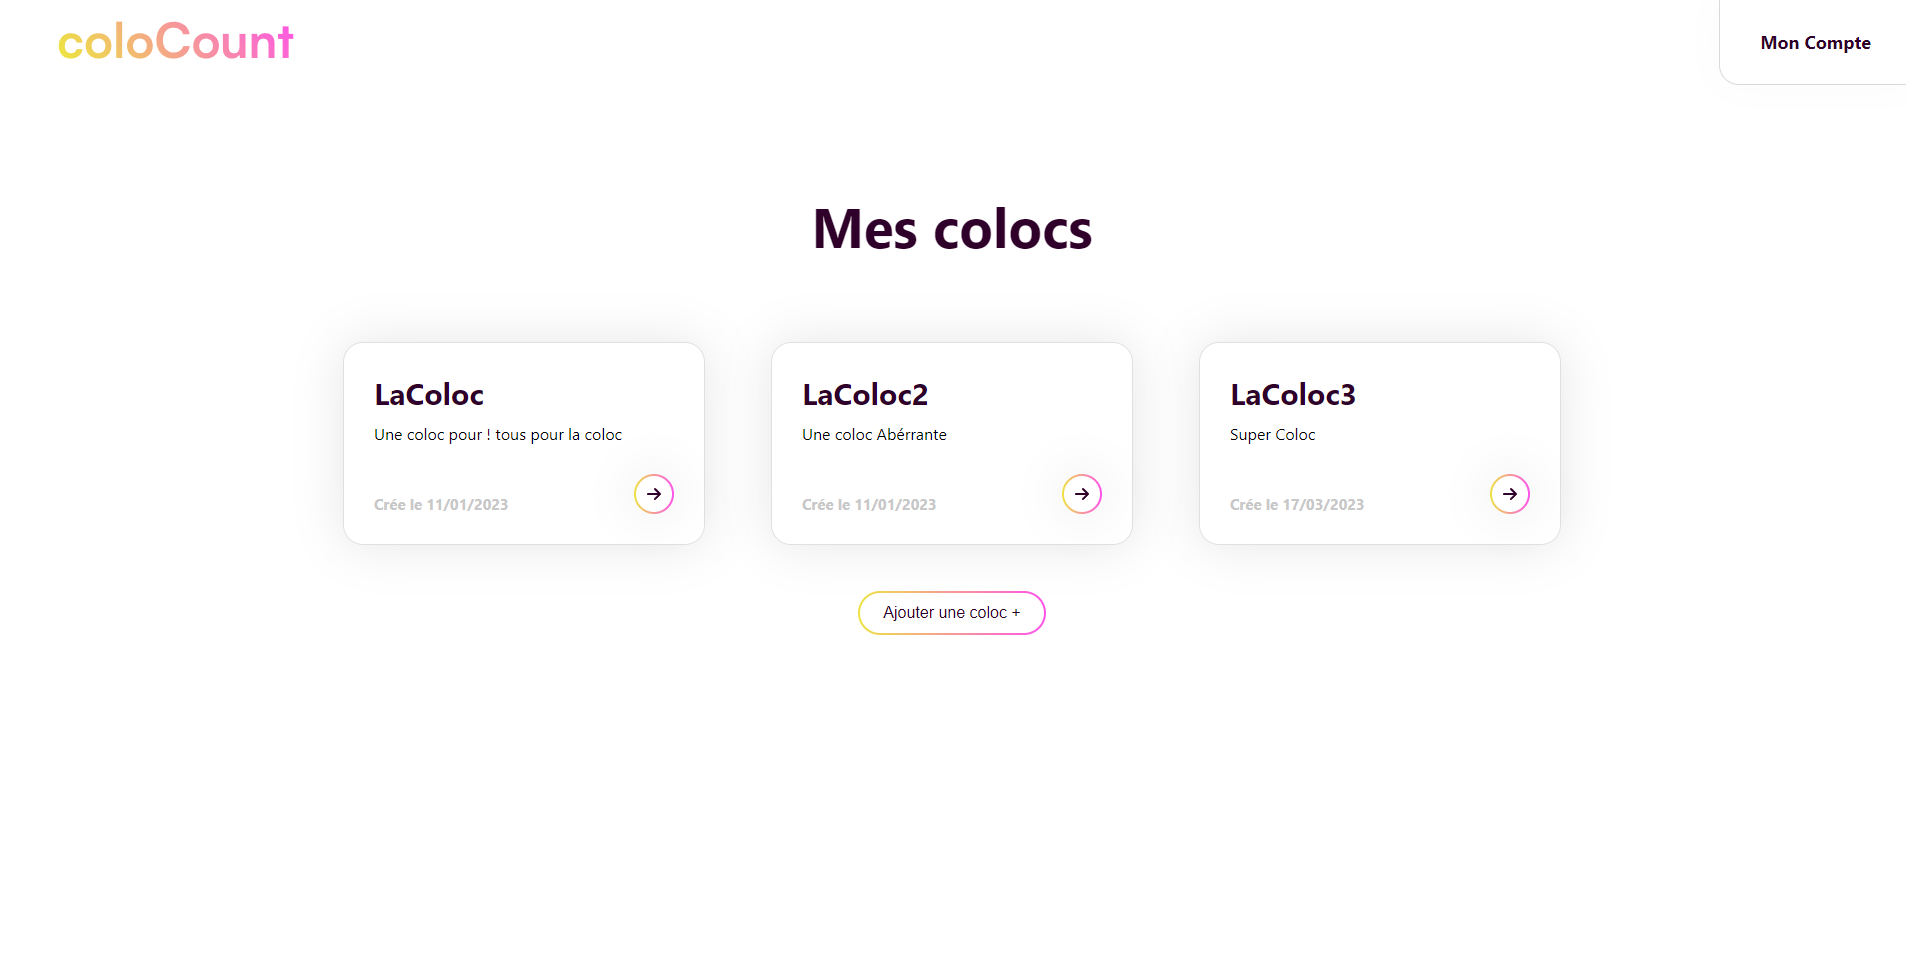 coloCount
Mon Compte
Mes colocs
LaColoc
Une coloc pour ! tous pour la coloc
Crée le 11/01/2023
LaColoc2
Une coloc Abérrante
Crée le 11/01/2023
LaColoc3
Super Coloc
Crée le 17/03/2023
Ajouter une coloc +